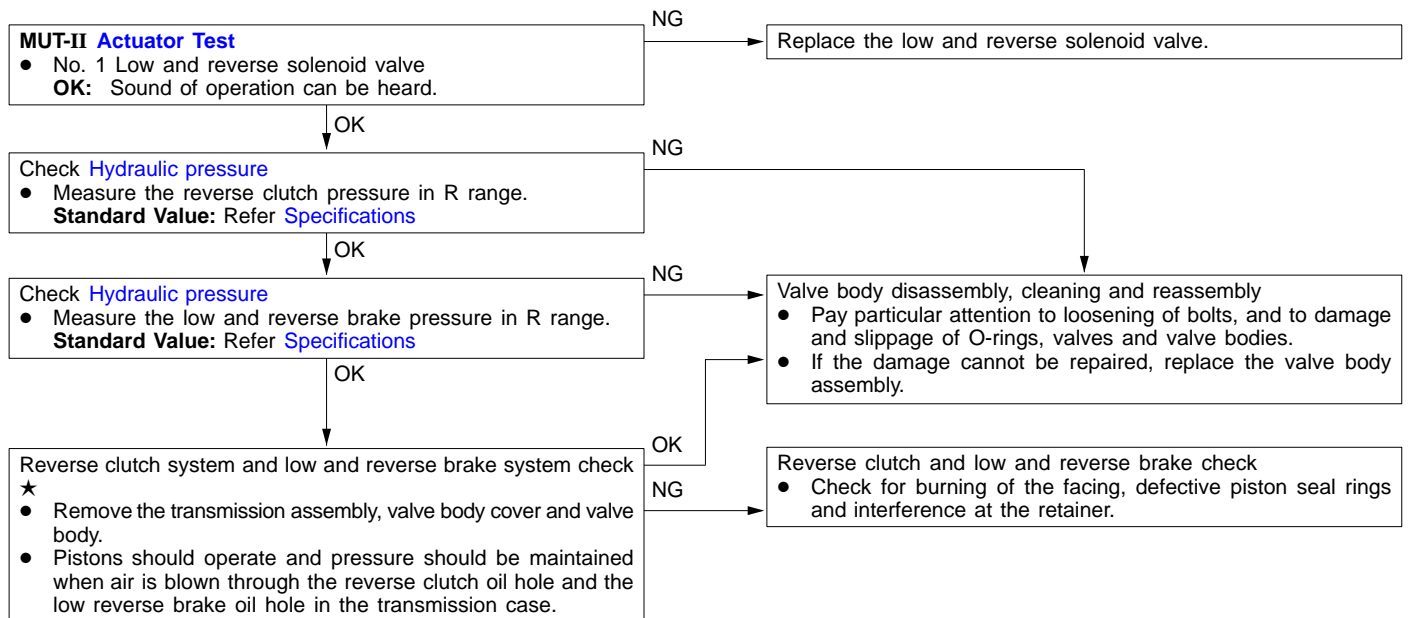 MUT-II Actuator Test
● No. 1 Low and reverse solenoid valve
OK: Sound of operation can be heard.
NG
Replace the low and reverse solenoid valve.
OK
Check Hydraulic pressure
● Measure the reverse clutch pressure in R range.
Standard Value: Refer Specifications
NG
OK
Check Hydraulic pressure
● Measure the low and reverse brake pressure in R range.
Standard Value: Refer Specifications
NG
Valve body disassembly, cleaning and reassembly
● Pay particular attention to loosening of bolts, and to damage
and slippage of O-rings, valves and valve bodies.
● If the damage cannot be repaired, replace the valve body
assembly.
OK
Reverse clutch system and low and reverse brake system check
★
● Remove the transmission assembly, valve body cover and valve
body.
● Pistons should operate and pressure should be maintained
when air is blown through the reverse clutch oil hole and the
low reverse brake oil hole in the transmission case.
OK
NG
Reverse clutch and low and reverse brake check
● Check for burning of the facing, defective piston seal rings
and interference at the retainer.